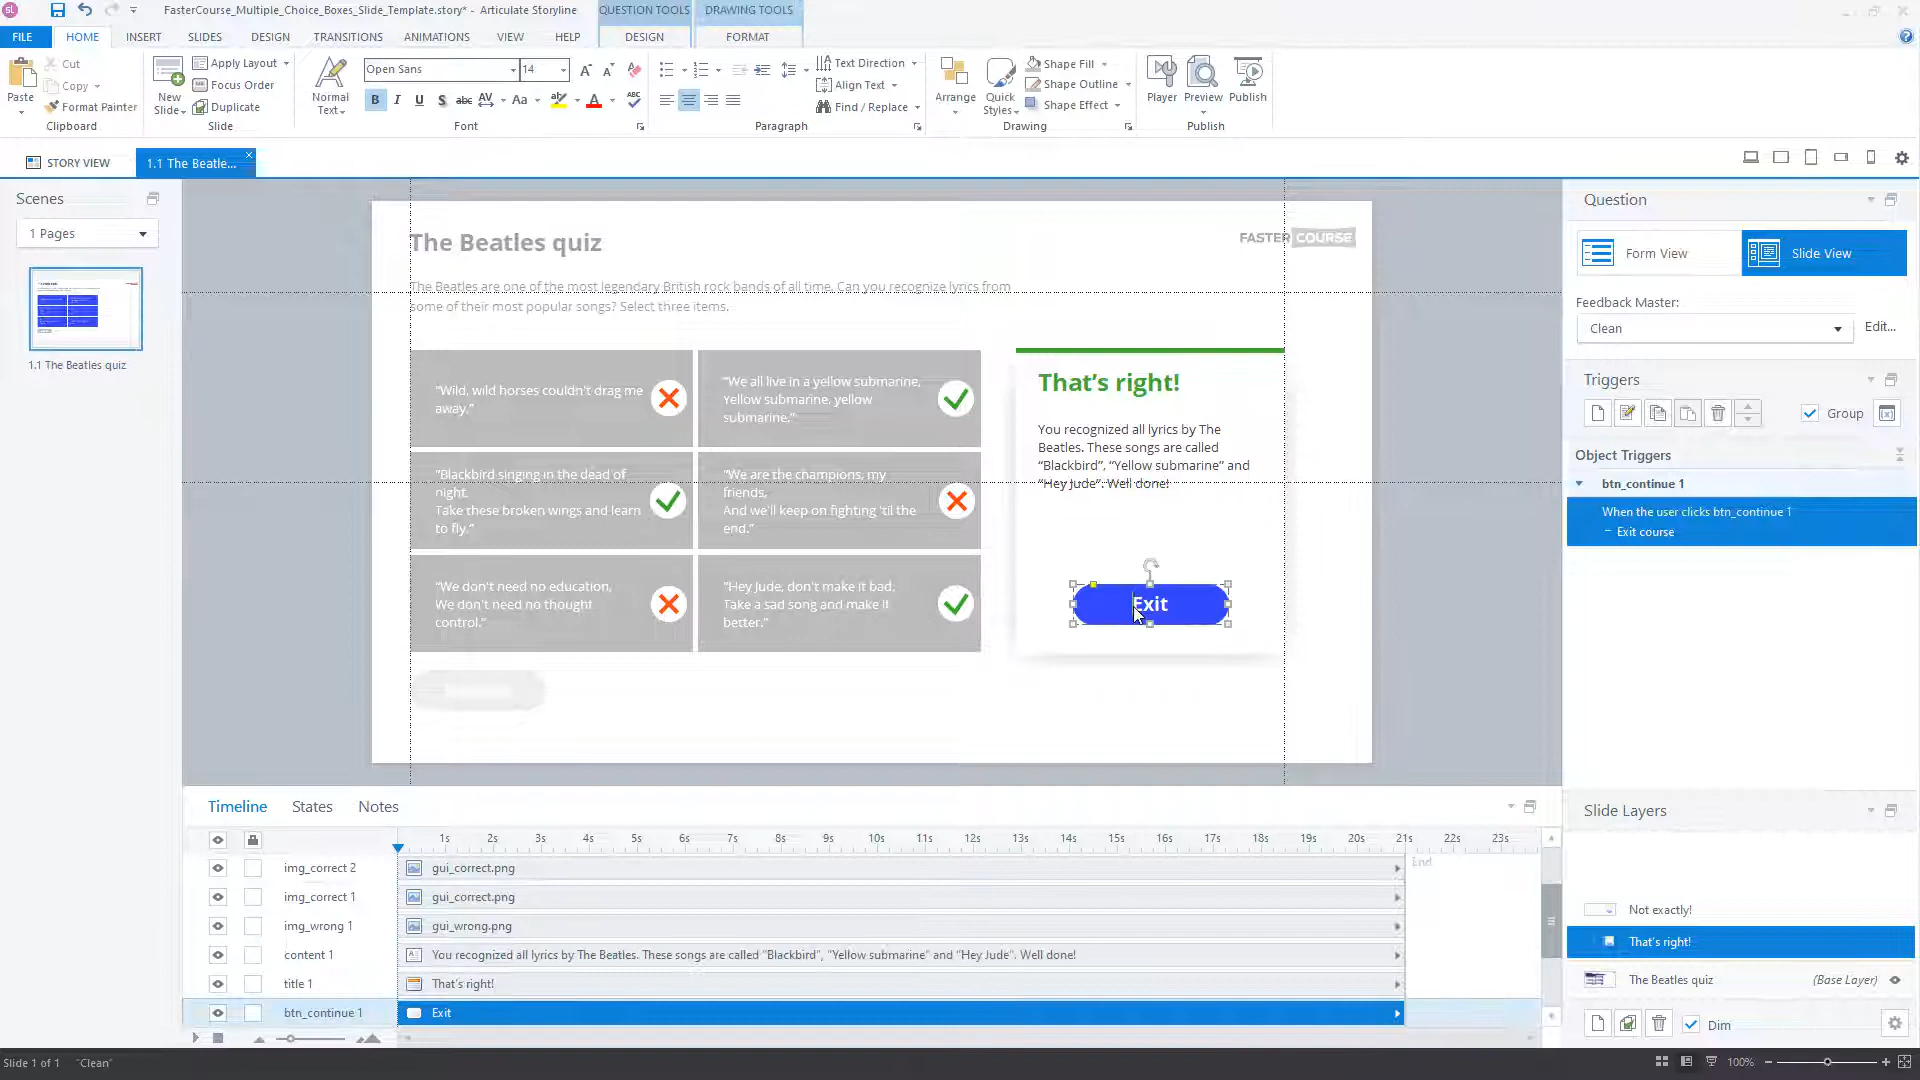 FasterCourse_Multiple_Choice_Boxes_Slide_Template.story* - Articulate Storyline
QUESTION TOOLS
DRAWING TOOLS
FILE
HOME
INSERT
SLIDES
DESIGN
TRANSITIONS
ANIMATIONS
VIEW
HELP
DESIGN
FORMAT
Paste
Cut
Copy
Format Painter
Clipboard
New
Slide
Apply Layout
Focus Order
Duplicate
Slide
Normal
Text
Open Sans
14
Font
Text Direction
Align Text
Find / Replace
Paragraph
Arrange
Quick
Styles
Shape Fill
Shape Outline
Shape Effect
Drawing
Player
Preview
Publish
Publish
STORY VIEW
1.1 The Beatle...
Scenes
1 Pages
1.1 The Beatles quiz
The Beatles quiz
FASTER COURSE
The Beatles are one of the most legendary British rock bands of all time. Can you recognize lyrics from
some of their most popular songs? Select three items.
"Wild, wild horses couldn't drag me
away."
"We all live in a yellow submarine,
Yellow submarine, yellow
submarine."
"Blackbird singing in the dead of
night,
Take these broken wings and learn
to fly."
"We are the champions, my
friends,
And we'll keep on fighting 'til the
end."
"We don't need no education,
We don't need no thought
control."
"Hey Jude, don't make it bad,
Take a sad song and make it
better."
That's right!
You recognized all lyrics by The
Beatles. These songs are called
“Blackbird”, “Yellow submarine” and
“Hey Jude”. Well done!
Exit
Question
Form View
Slide View
Feedback Master:
Clean
Edit...
Triggers
Group
Object Triggers
btn_continue 1
When the user clicks btn_continue 1
Exit course
Timeline
States
Notes
1s 2s 3s 4s 5s 6s 7s 8s 9s 10s 11s 12s 13s 14s 15s 16s 17s 18s 19s 20s 21s 22s 23s
End
img_correct 2
gui_correct.png
img_correct 1
gui_correct.png
img_wrong 1
gui_wrong.png
content 1
You recognized all lyrics by The Beatles. These songs are called “Blackbird”, “Yellow submarine” and “Hey Jude”. Well done!
title 1
That's right!
btn_continue 1
Exit
Slide Layers
Not exactly!
That's right!
The Beatles quiz
(Base Layer)
Dim
Slide 1 of 1
"Clean"
100%